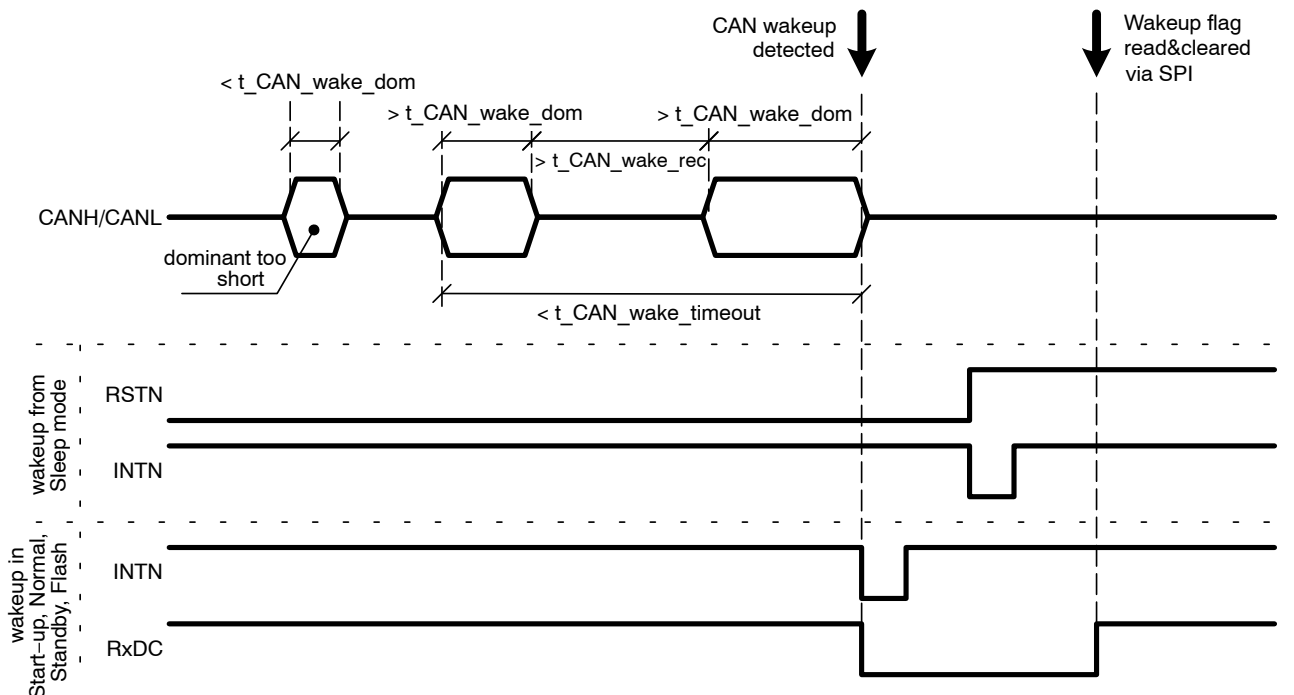 CAN wakeup
detected
Wakeup flag
read&cleared
via SPI
< t_CAN_wake_dom
> t_CAN_wake_dom
> t_CAN_wake_dom
> t_CAN_wake_rec
CANH/CANL
dominant too
short
< t_CAN_wake_timeout
wakeup from
Sleep mode
RSTN
INTN
wakeup in
Start−up, Normal,
Standby, Flash
INTN
RxDC